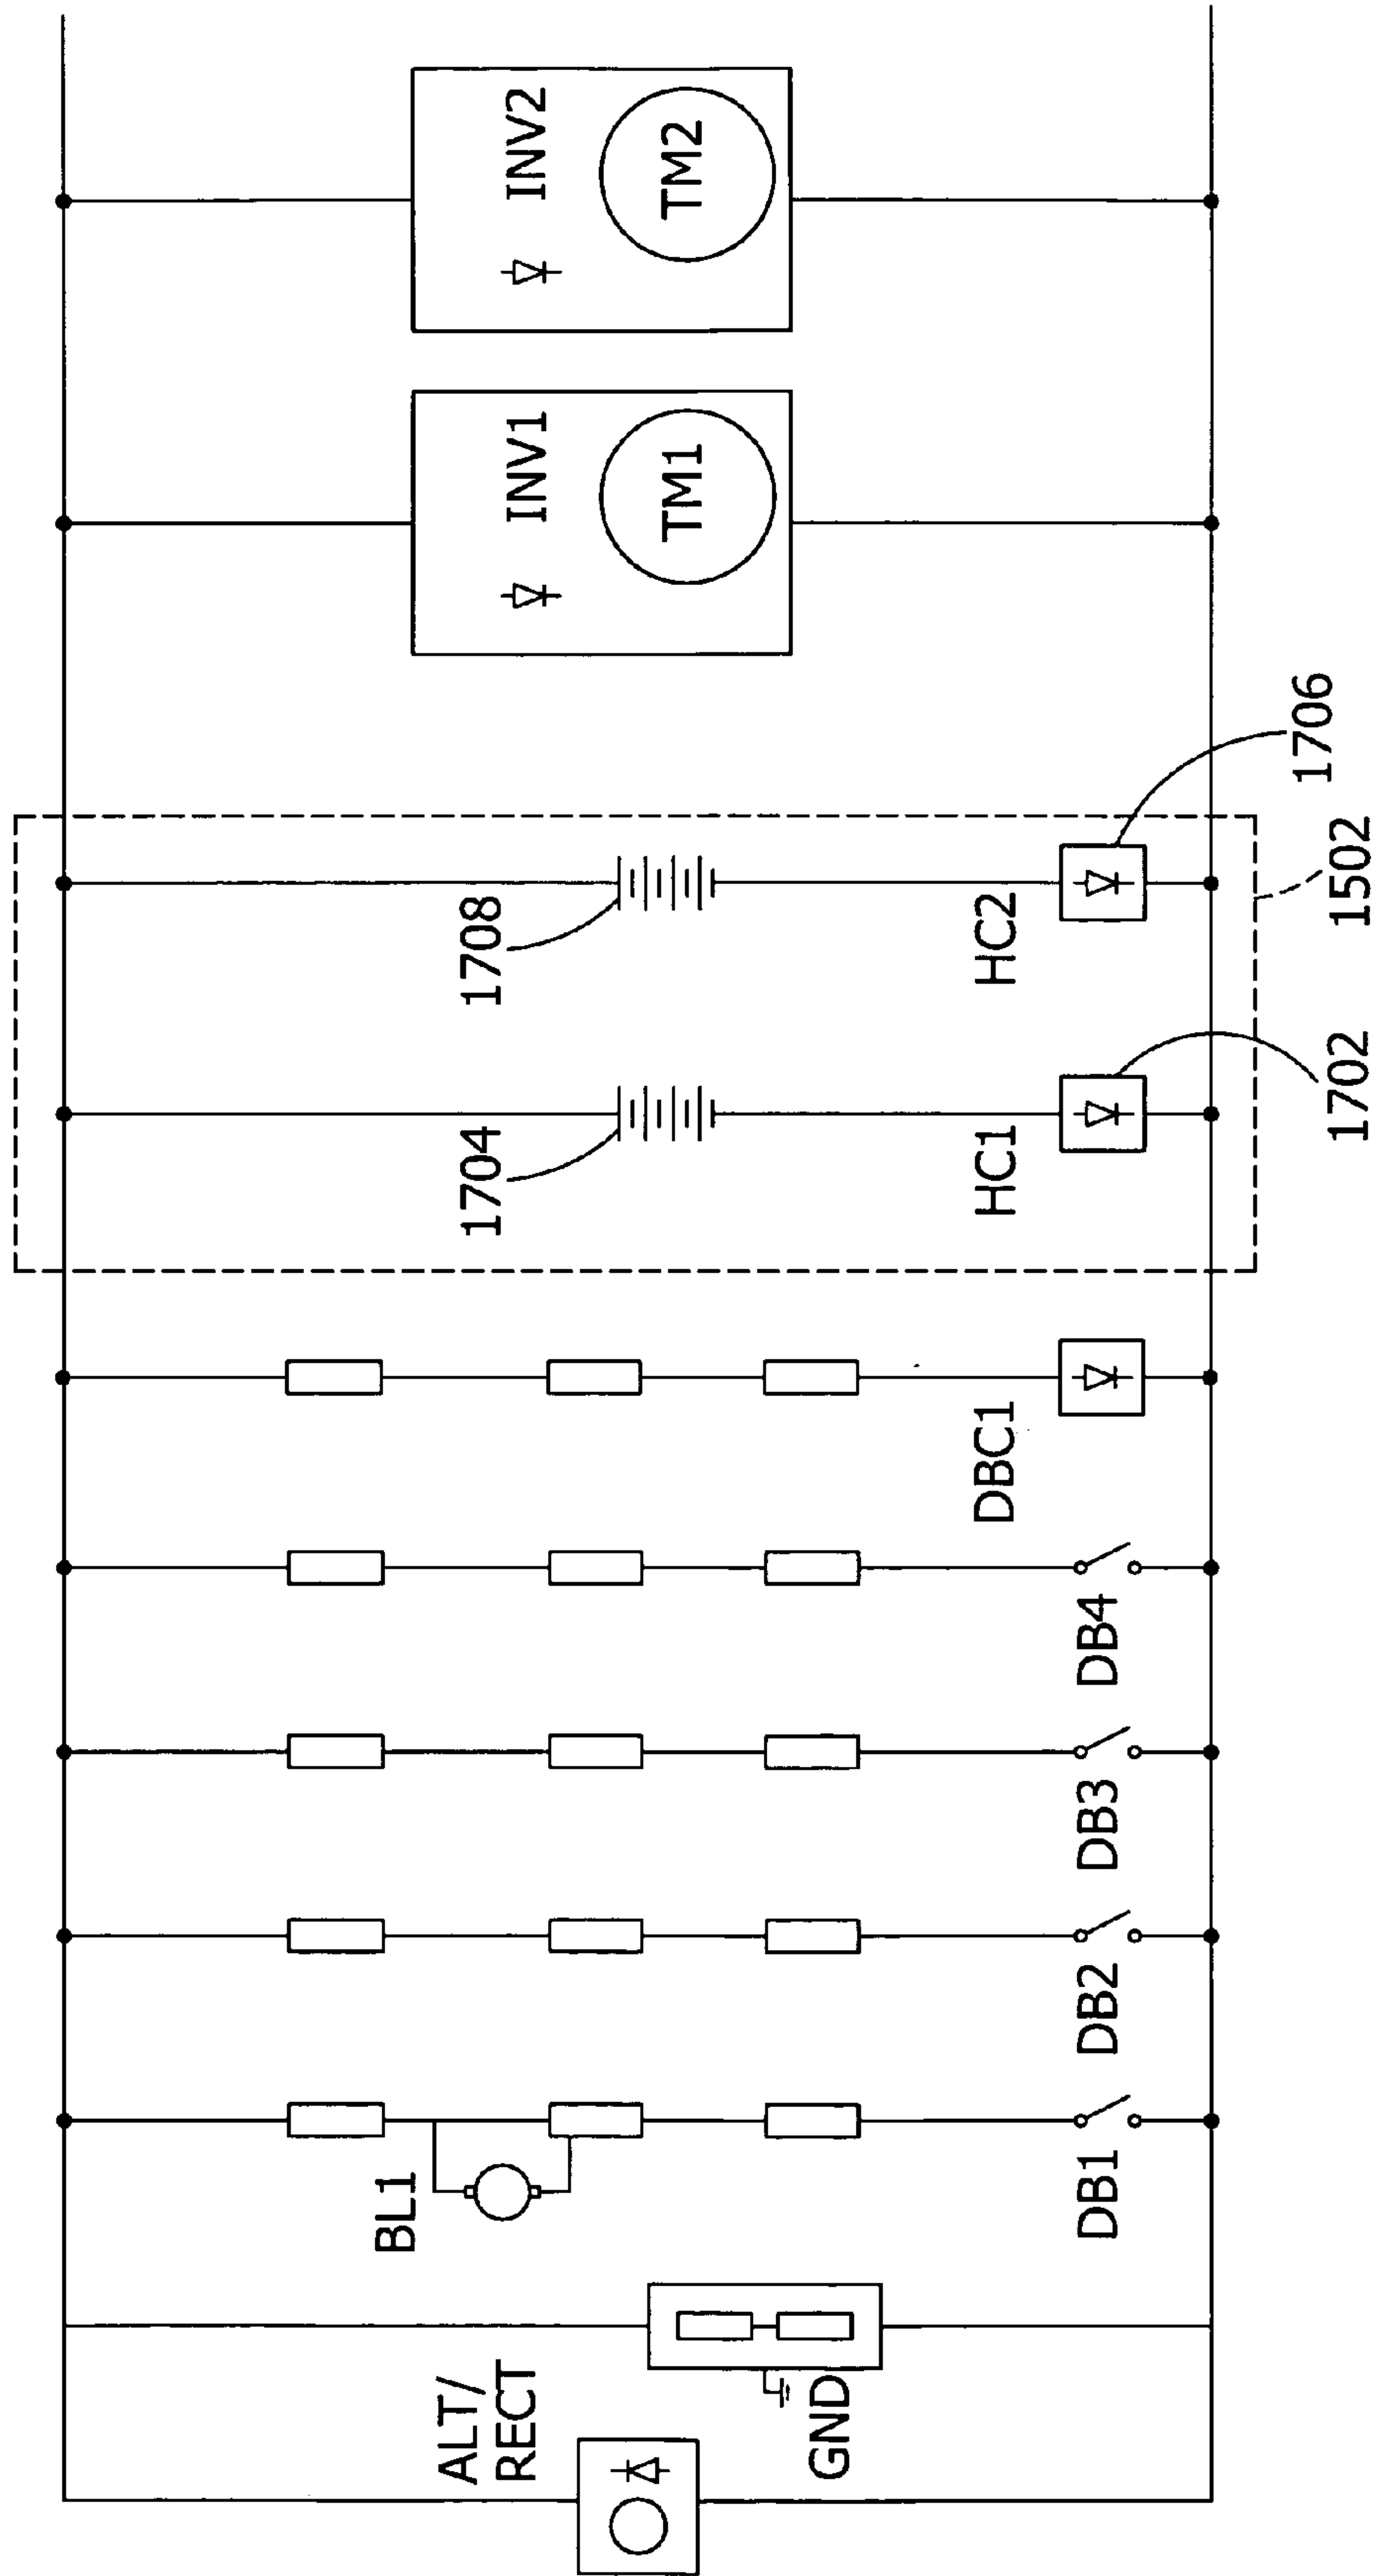 ALT/
RECT
GND
BL1
DB1
DB2
DB3
DB4
DBC1
1704
HC1
1702
1708
HC2
1706
1502
INV1
TM1
INV2
TM2